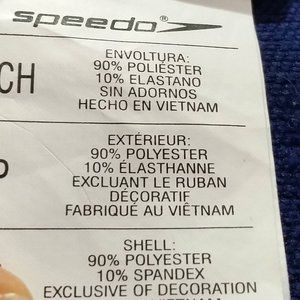 speedo
ENVOLTURA:
90% POLIÉSTER
CH
10% ELASTANO
SIN ADORNOS
HECHO EN VIETNAM
EXTÉRIEUR:
90% POLYESTER
P
10% ÉLASTHANNE
EXCLUANT LE RUBAN
DÉCORATIF
FABRIQUÉ AU VIÊTNAM
SHELL:
90% POLYESTER
10% SPANDEX
EXCLUSIVE OF DECORATION